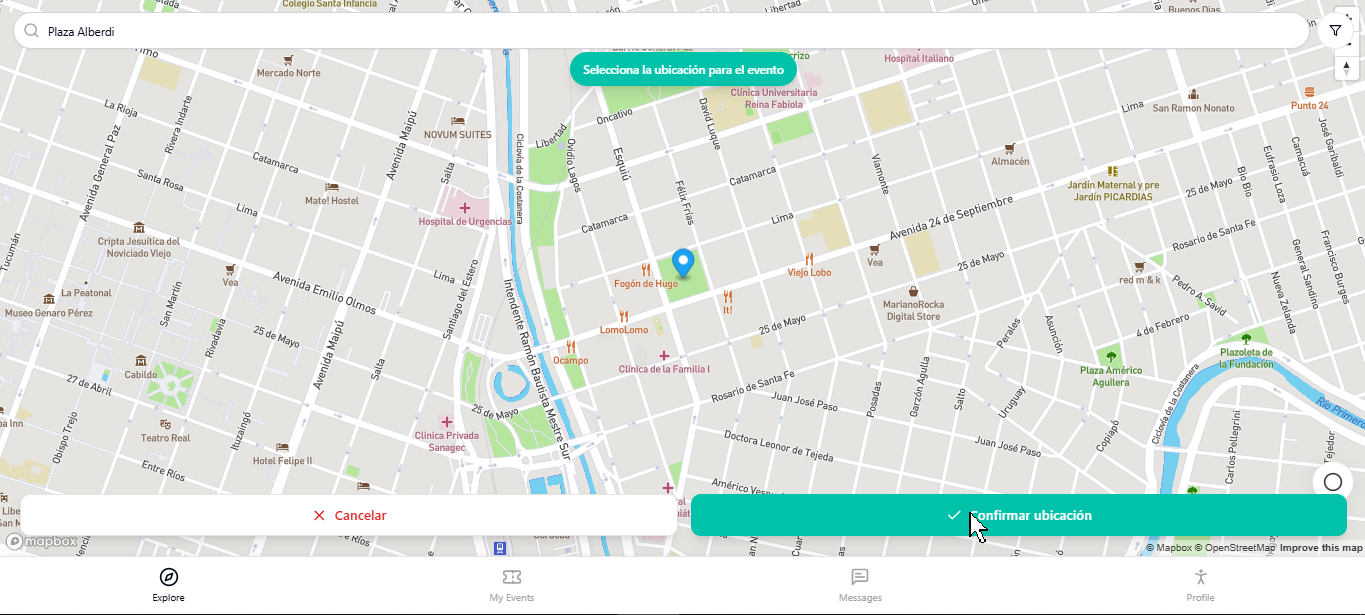 Colegio Santa Infancia
Libertad
Buenos Dias
Plaza Alberdi
Selecciona la ubicación para el evento
Hospital Italiano
Mercado Norte
Clínica Universitaria
Reina Fabiola
La Rioja
Rivera Indarte
Avenida General Paz
Avenida Maipú
NOVUM SUITES
Ciclovía de la Costanera
Libertad
Ovidio Lagos
Oncativo
David Luque
Esquiú
Lima
San Ramon Nonato
Punto 24
José Garibaldi
Camacuá
Eufrasio Loza
Bío Bío
Almacén
Viamonte
Catamarca
Catamarca
Salta
Santa Rosa
Mate! Hostel
Lima
Hospital de Urgencias
Félix Frías
Catamarca
Lima
Jardín Maternal y pre
Jardín PICARDIAS
25 de Mayo
Avenida 24 de Septiembre
Rosario de Santa Fe
Francisco Burges
General Sandino
Tucumán
Cripta Jesuítica del
Noviciado Viejo
Vea
Avenida Emilio Olmos
Lima
Santiago del Estero
Intendente Ramón Bautista Mestre Sur
Fogón de Hugo
Viejo Lobo
Vea
25 de Mayo
red m & k
Pedro A. Savid
Nueva Zelanda
La Peatonal
Museo Genaro Pérez
San Martín
Rivadavia
25 de Mayo
Avenida Maipú
Salta
It!
LomoLomo
25 de Mayo
MarianoRocka
Digital Store
Perales
Asunción
4 de Febrero
Plazoleta de
la Fundación
Plaza Américo
Aguilera
Cabildo
27 de Abril
Ocampo
Clínica de la Familia I
Rosario de Santa Fe
Juan José Paso
Posadas
Garzón Agulla
Salto
Uruguay
Copiapó
Ciclovía de la Costanera
Río Primero
Obispo Trejo
Teatro Real
Ituzaingó
Hotel Felipe II
Entre Ríos
25 de Mayo
Clinica Privada
Sanagec
Doctora Leonor de Tejeda
Juan José Paso
Carlos Pellegrini
Tejedor
Cancelar
Confirmar ubicación
mapbox
© Mapbox © OpenStreetMap Improve this map
Explore
My Events
Messages
Profile